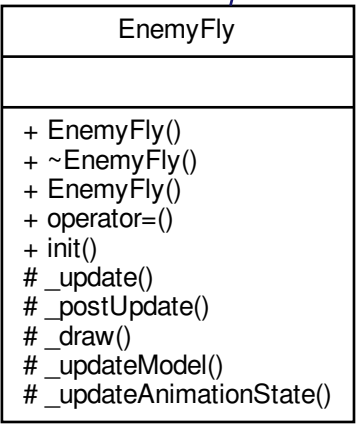 EnemyFly
+ EnemyFly()
+ ~EnemyFly()
+ EnemyFly()
+ operator=()
+ init()
# _update()
# _postUpdate()
# _draw()
# _updateModel()
# _updateAnimationState()